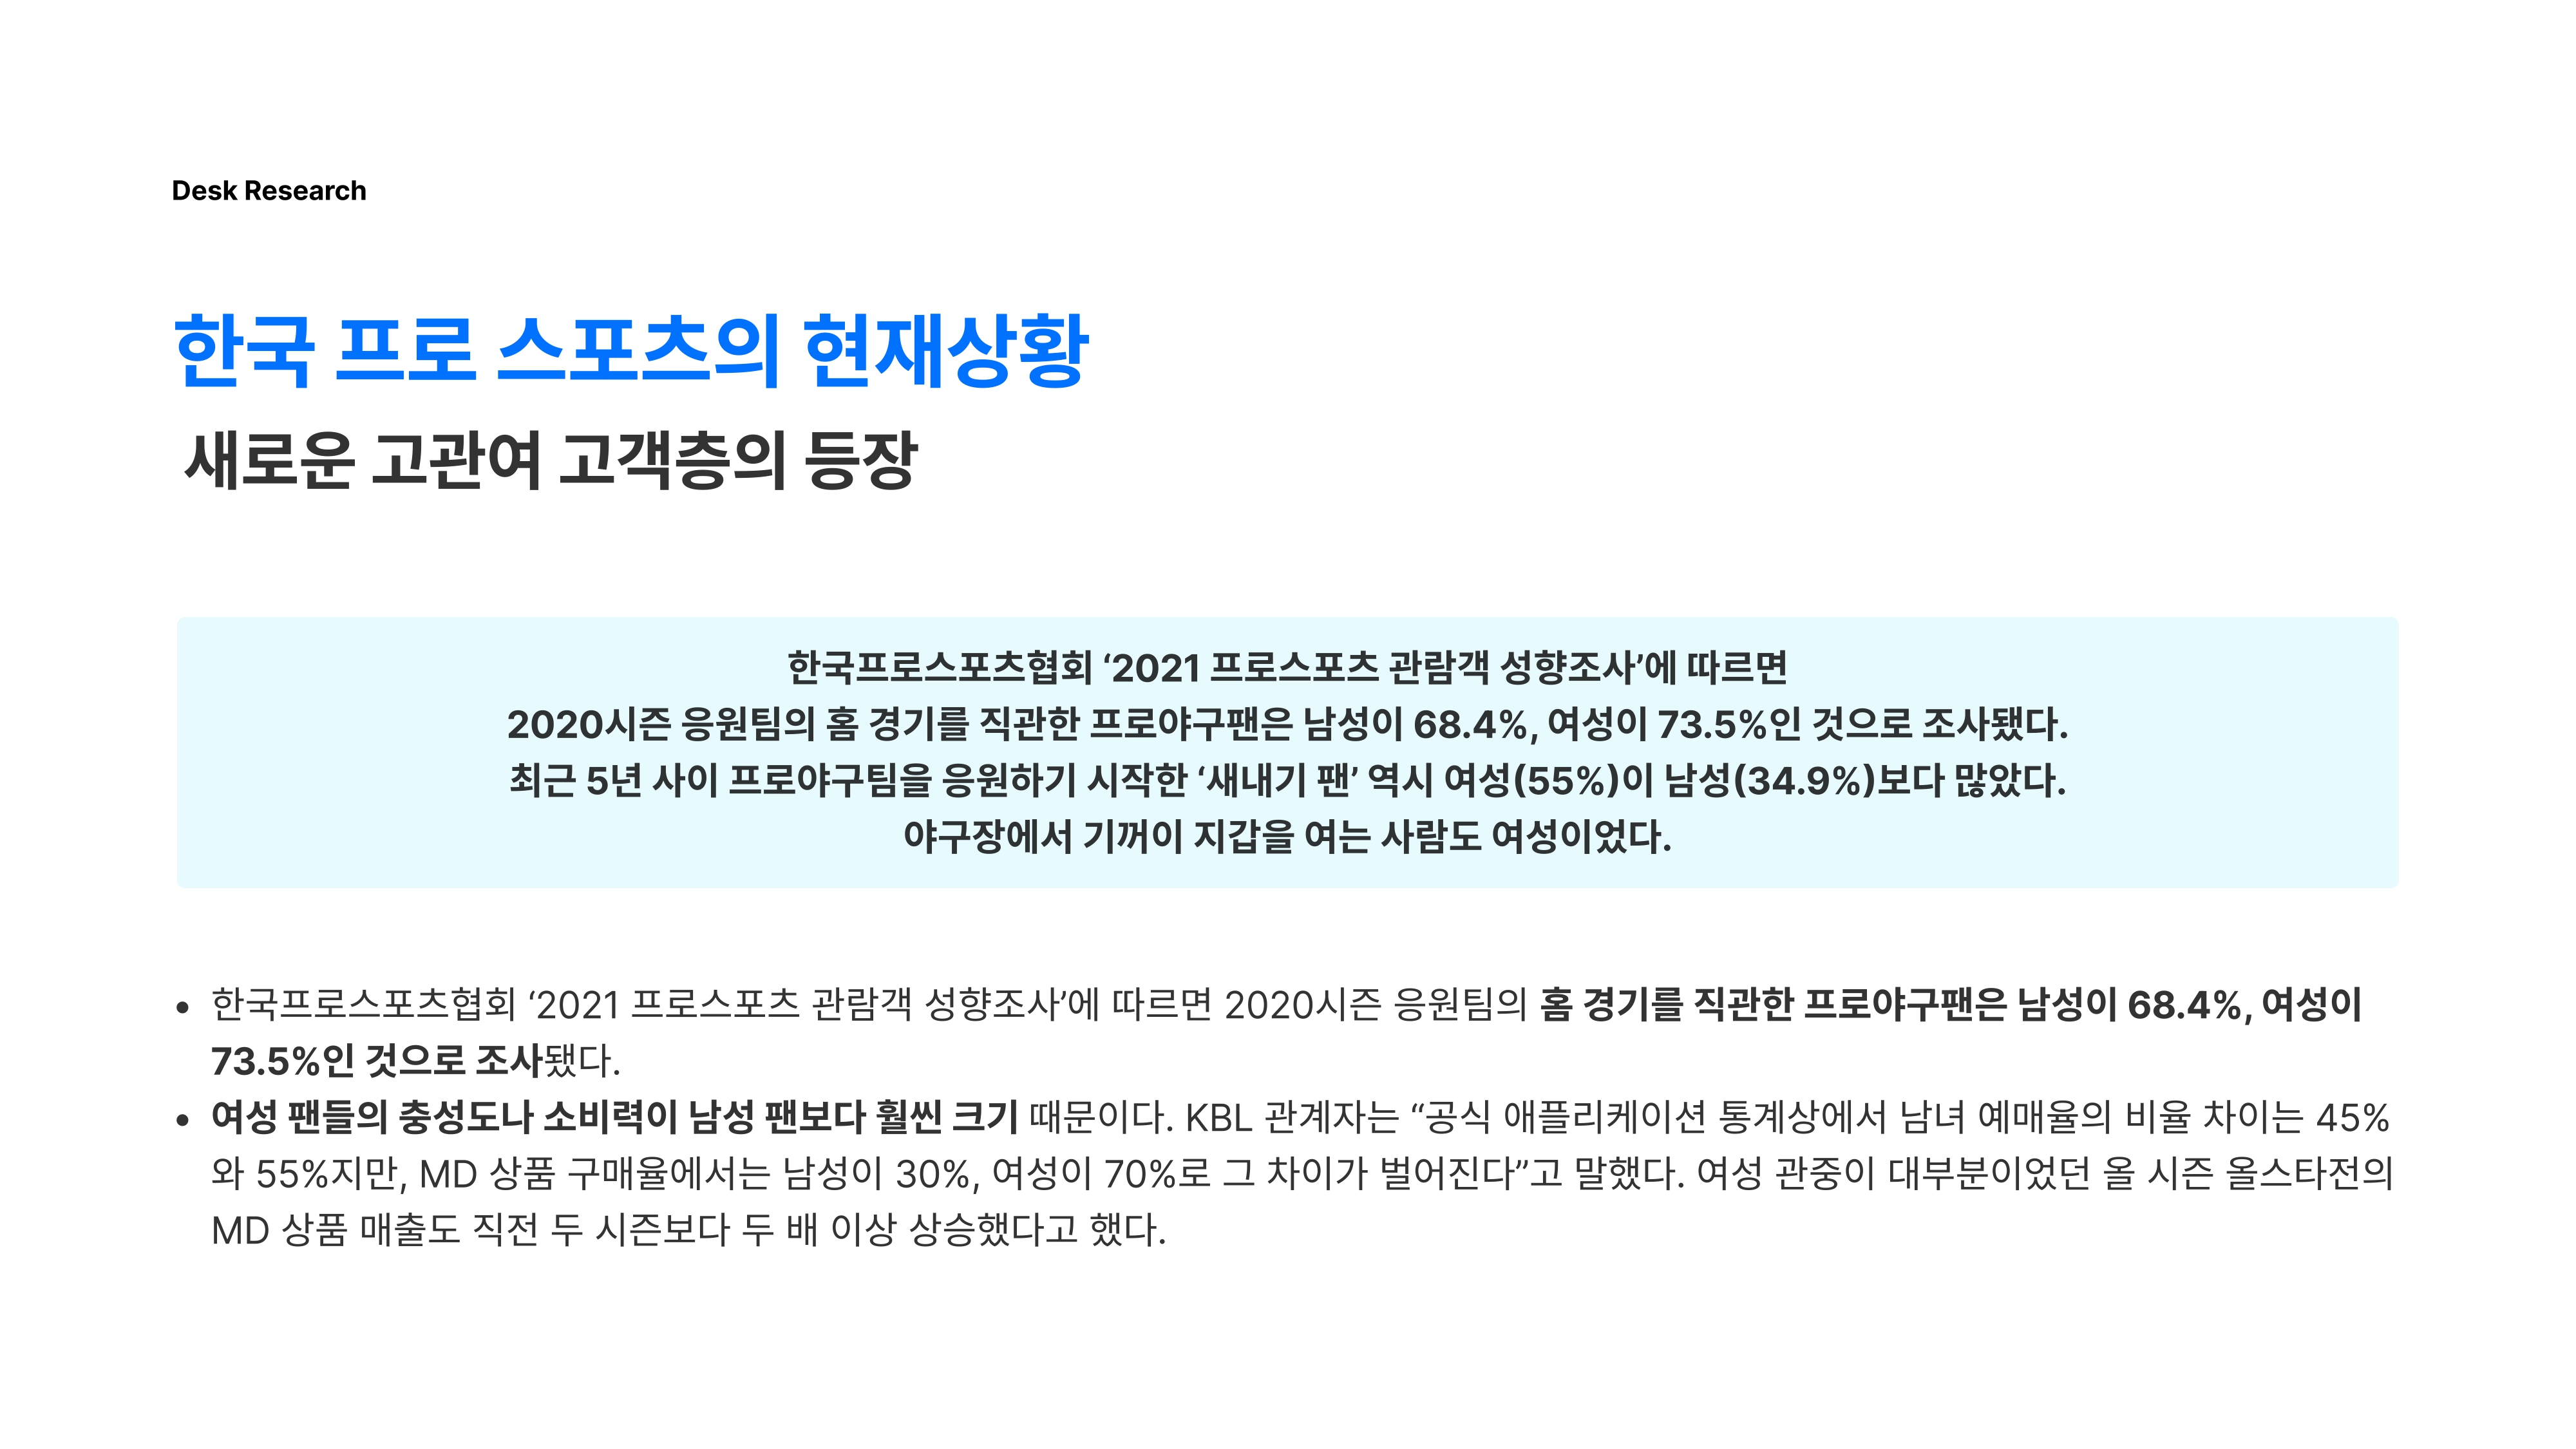 Desk Research
한국 프로 스포츠의 현재상황
새로운 고관여 고객층의 등장
한국프로스포츠협회 ‘2021 프로스포츠 관람객 성향조사’에 따르면
2020시즌 응원팀의 홈 경기를 직관한 프로야구팬은 남성이 68.4%, 여성이 73.5%인 것으로 조사됐다.
최근 5년 사이 프로야구팀을 응원하기 시작한 ‘새내기 팬’ 역시 여성(55%)이 남성(34.9%)보다 많았다.
야구장에서 기꺼이 지갑을 여는 사람도 여성이었다.
• 한국프로스포츠협회 ‘2021 프로스포츠 관람객 성향조사’에 따르면 2020시즌 응원팀의 홈 경기를 직관한 프로야구팬은 남성이 68.4%, 여성이
73.5%인 것으로 조사됐다.
• 여성 팬들의 충성도나 소비력이 남성 팬보다 훨씬 크기 때문이다. KBL 관계자는 “공식 애플리케이션 통계상에서 남녀 예매율의 비율 차이는 45%
와 55%지만, MD 상품 구매율에서는 남성이 30%, 여성이 70%로 그 차이가 벌어진다”고 말했다. 여성 관중이 대부분이었던 올 시즌 올스타전의
MD 상품 매출도 직전 두 시즌보다 두 배 이상 상승했다고 했다.